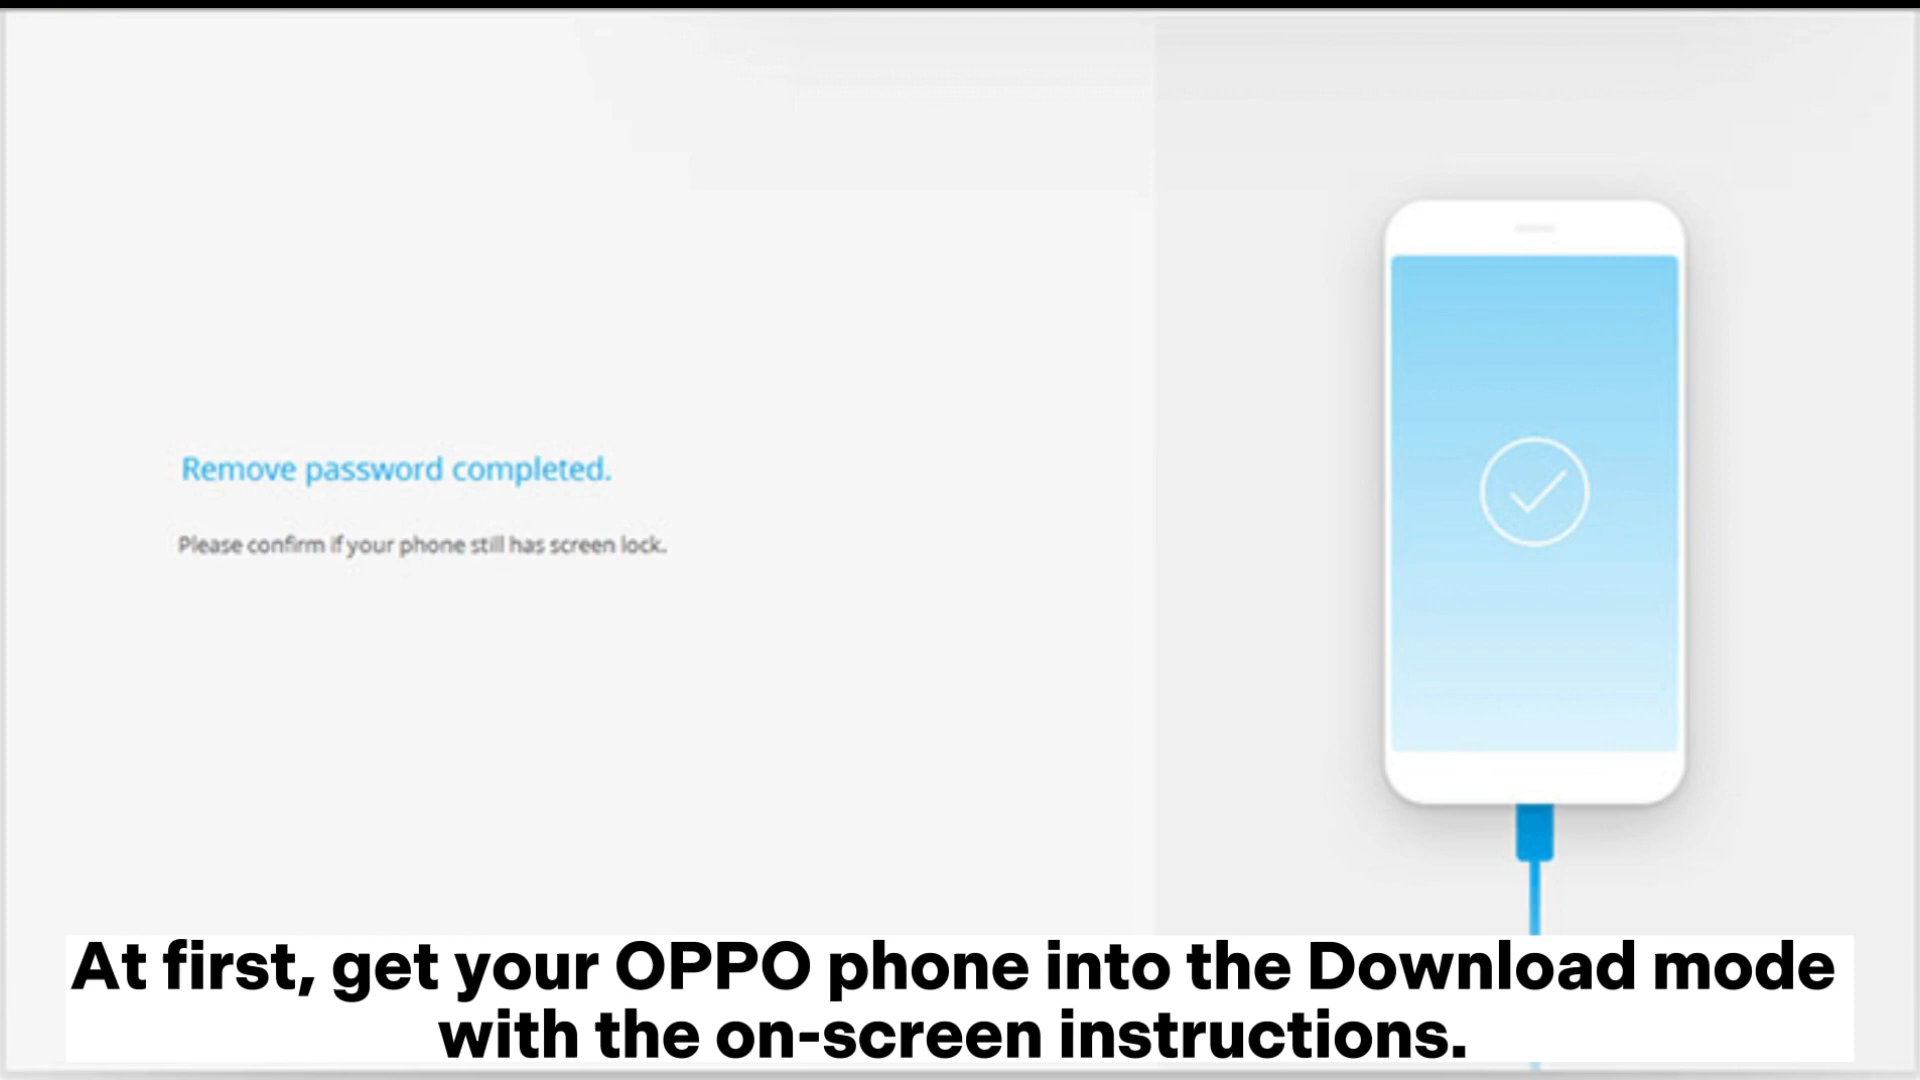 Remove password completed.
Please confirm if your phone still has screen lock.
At first, get your OPPO phone into the Download mode
with the on-screen instructions.